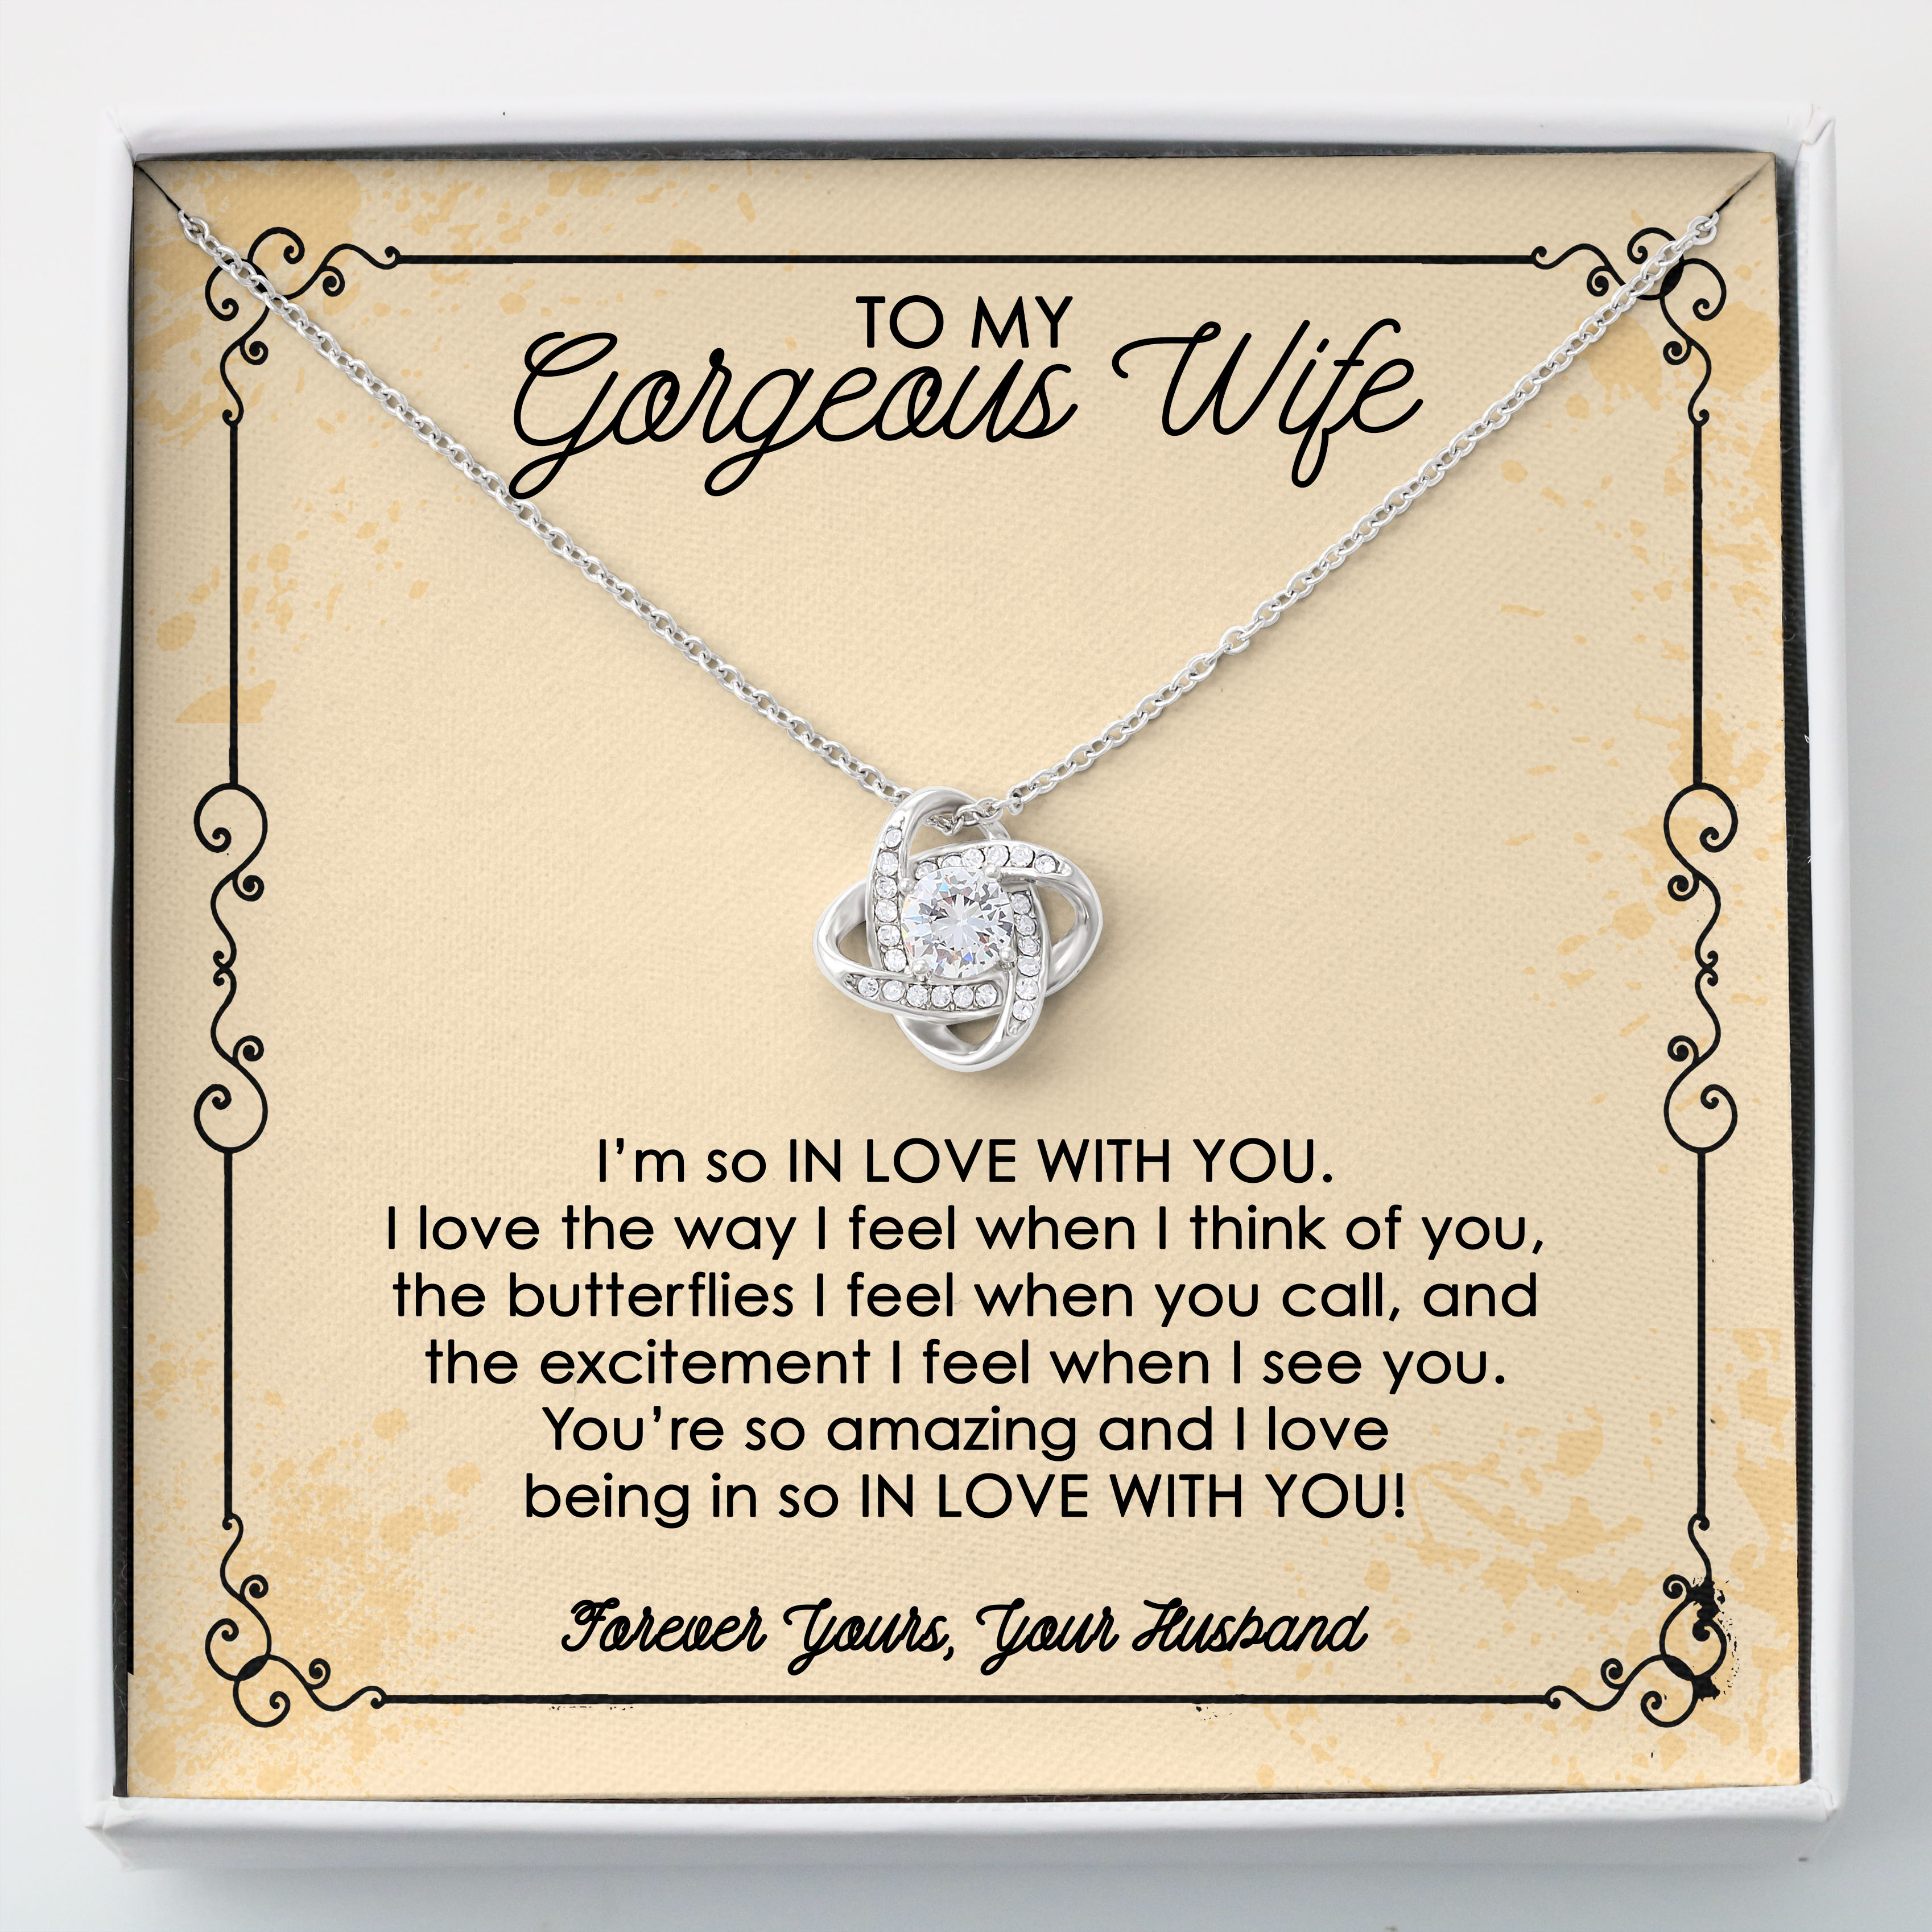 TO MY
Gorgeous Wife
I'm so IN LOVE WITH YOU.
I love the way I feel when I think of you,
the butterflies I feel when you call, and
the excitement I feel when I see you.
You're so amazing and I love
being in so IN LOVE WITH YOU!
Forever Yours, Your Husband